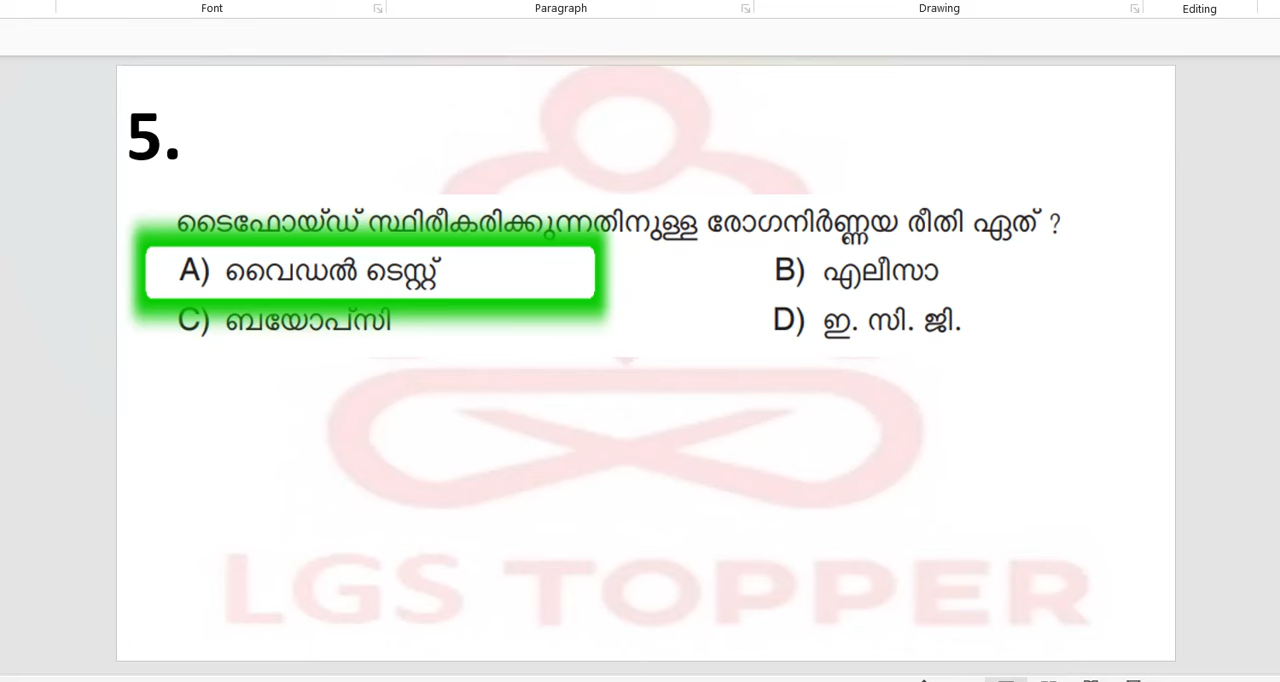 Font Paragraph Drawing Editing
5.
ടൈഫോയ്ഡ് സ്ഥിരീകരിക്കുന്നതിനുള്ള രോഗനിർണ്ണയ രീതി ഏത് ?
A) വൈഡൽ ടെസ്റ്റ് B) എലീസാ
C) ബയോപ്സി D) ഇ. സി. ജി.
LGS TOPPER